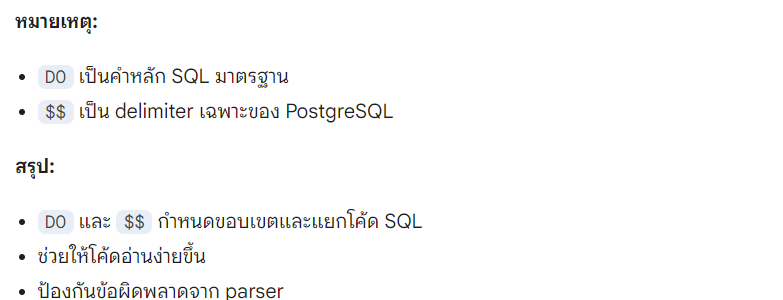 หมายเหตุ:
• DO เป็นคำหลัก SQL มาตรฐาน
• $$ เป็น delimiter เฉพาะของ PostgreSQL
สรุป:
• DO และ $$ กำหนดขอบเขตและแยกโค้ด SQL
• ช่วยให้โค้ดอ่านง่ายขึ้น
• ป้องกันข้อผิดพลาดจาก parser